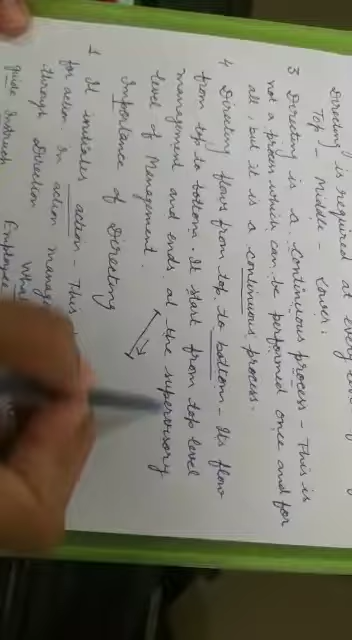 Directing is required at every
Top - Middle - Lower.
3 Directing is a continuous process - This is
not a process which can be performed once and for
all, but it is a continuous process.
4 Directing flows from top to bottom - Its flow
from top to bottom. It start from top level
management and ends at the supervisory
level of Management.
Importance of Directing
1 It initiates action - This
for action In action
through direction
guide Instruct Employee